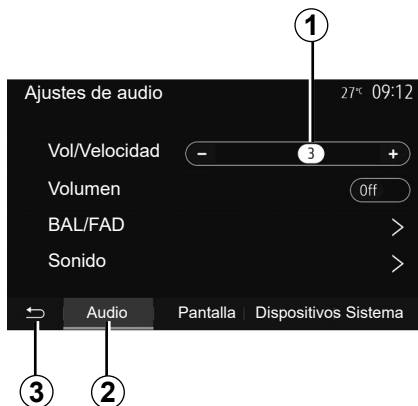 1
Ajustes de audio 27°C 09:12
Vol/Velocidad - 3 +
Volumen Off
BAL/FAD >
Sonido >
Audio Pantalla Dispositivos Sistema
3 2